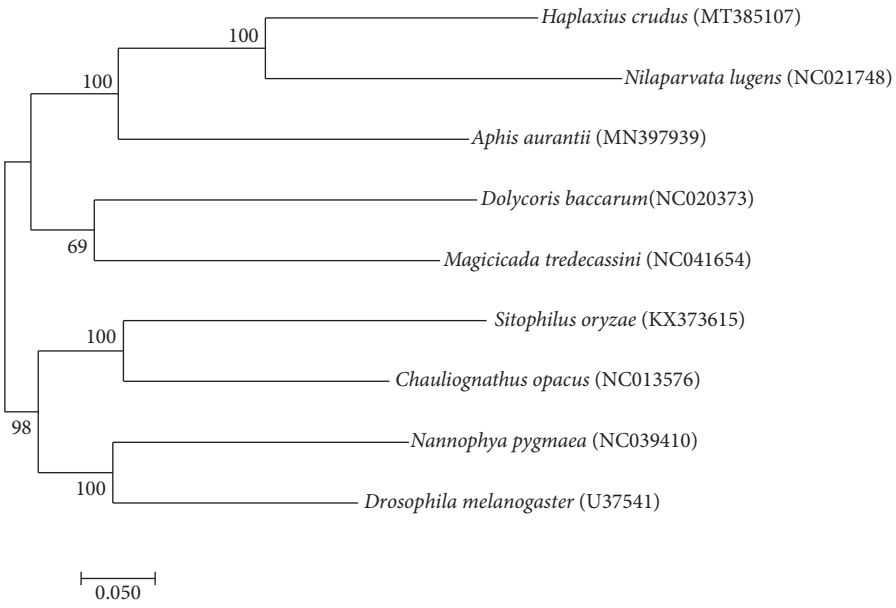 Haplaxius crudus (MT385107)
100
Nilaparvata lugens (NC021748)
100
Aphis aurantii (MN397939)
Dolycoris baccarum(NC020373)
69
Magicicada tredecassini (NC041654)
Sitophilus oryzae (KX373615)
100
Chauliognathus opacus (NC013576)
98
Nannophya pygmaea (NC039410)
100
Drosophila melanogaster (U37541)
0.050